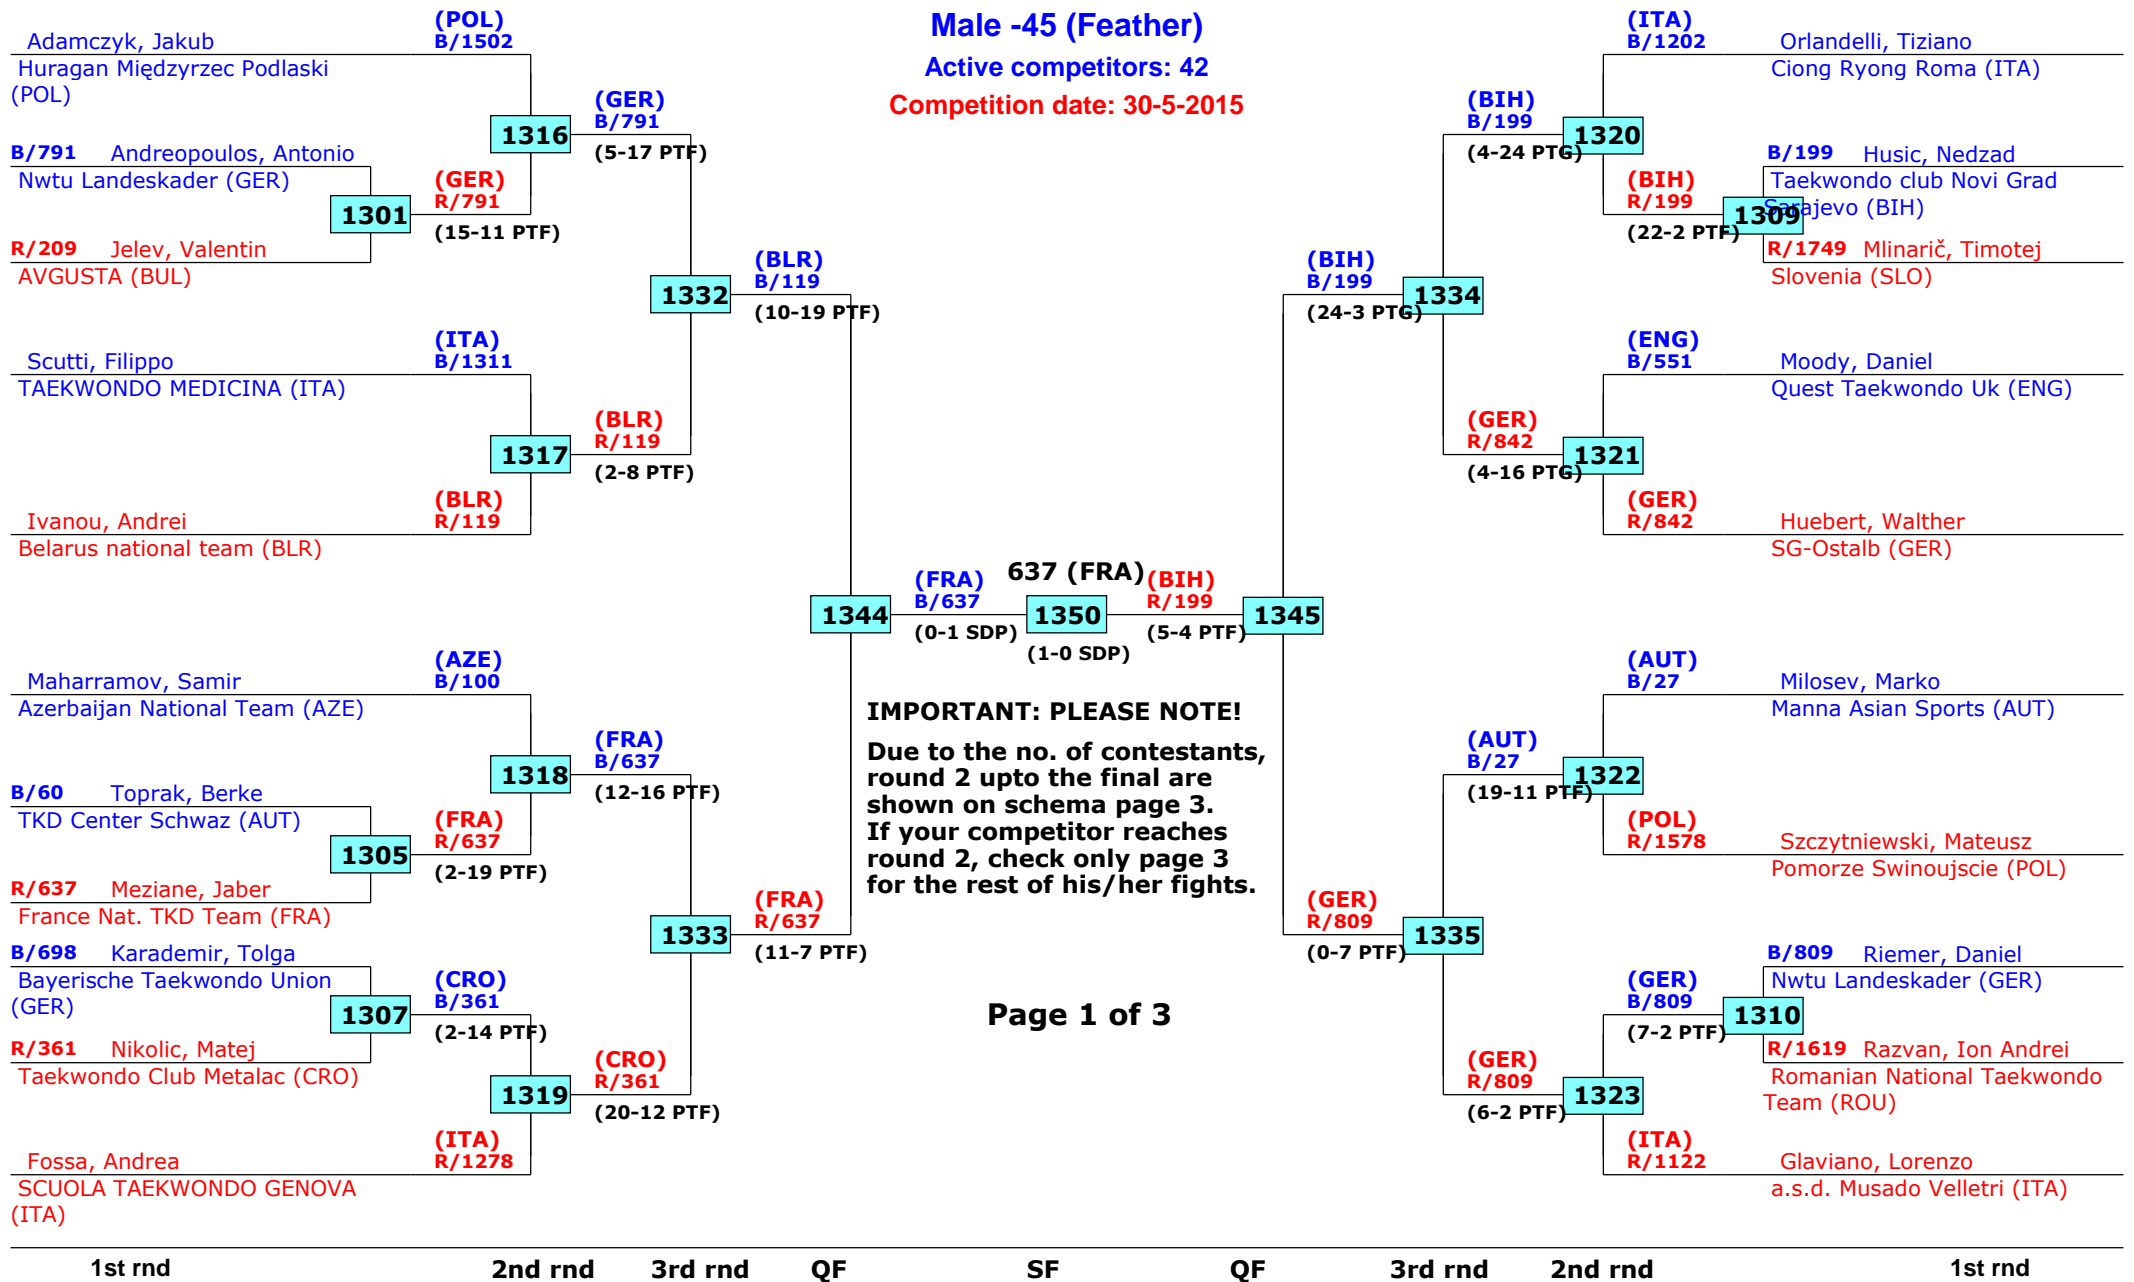 Male -45 (Feather)
Active competitors: 42
Competition date: 30-5-2015
Adamczyk, Jakub
(POL)
B/1502
Huragan Międzyrzec Podlaski
(POL)
1316
(GER)
B/791
(5-17 PTF)
B/791 Andreopoulos, Antonio
Nwtu Landeskader (GER)
1301
(GER)
R/791
(15-11 PTF)
R/209 Jelev, Valentin
AVGUSTA (BUL)
1332
(BLR)
B/119
(10-19 PTF)
Scutti, Filippo
(ITA)
B/1311
TAEKWONDO MEDICINA (ITA)
1317
(BLR)
R/119
(2-8 PTF)
Ivanou, Andrei
(BLR)
R/119
Belarus national team (BLR)
1344
(FRA)
B/637
(0-1 SDP)
637 (FRA)
1350
(1-0 SDP)
(BIH)
R/199
(5-4 PTF)
1345
Maharramov, Samir
(AZE)
B/100
Azerbaijan National Team (AZE)
1318
(FRA)
B/637
(12-16 PTF)
B/60 Toprak, Berke
TKD Center Schwaz (AUT)
1305
(FRA)
R/637
(2-19 PTF)
R/637 Meziane, Jaber
France Nat. TKD Team (FRA)
1333
(FRA)
R/637
(11-7 PTF)
B/698 Karademir, Tolga
Bayerische Taekwondo Union
(GER)
1307
(CRO)
B/361
(2-14 PTF)
R/361 Nikolic, Matej
Taekwondo Club Metalac (CRO)
1319
(CRO)
R/361
(20-12 PTF)
Fossa, Andrea
(ITA)
R/1278
SCUOLA TAEKWONDO GENOVA
(ITA)
IMPORTANT: PLEASE NOTE!
Due to the no. of contestants,
round 2 upto the final are
shown on schema page 3.
If your competitor reaches
round 2, check only page 3
for the rest of his/her fights.
Page 1 of 3
(ITA)
B/1202
Orlandelli, Tiziano
Ciong Ryong Roma (ITA)
(BIH)
B/199
1320
(4-24 PTG)
B/199 Husic, Nedzad
Taekwondo club Novi Grad
Sarajevo (BIH)
(BIH)
R/199
1309
(22-2 PTF)
R/1749 Mlinarič, Timotej
Slovenia (SLO)
(BIH)
B/199
1334
(24-3 PTG)
(ENG)
B/551
Moody, Daniel
Quest Taekwondo Uk (ENG)
(GER)
R/842
1321
(4-16 PTG)
(GER)
R/842
Huebert, Walther
SG-Ostalb (GER)
(AUT)
B/27
Milosev, Marko
Manna Asian Sports (AUT)
(AUT)
B/27
1322
(19-11 PTF)
(POL)
R/1578
Szczytniewski, Mateusz
Pomorze Swinoujscie (POL)
(GER)
R/809
1335
(0-7 PTF)
B/809 Riemer, Daniel
Nwtu Landeskader (GER)
(GER)
B/809
1310
(7-2 PTF)
R/1619 Razvan, Ion Andrei
Romanian National Taekwondo
Team (ROU)
(GER)
R/809
1323
(6-2 PTF)
(ITA)
R/1122
Glaviano, Lorenzo
a.s.d. Musado Velletri (ITA)
1st rnd 2nd rnd 3rd rnd QF SF QF 3rd rnd 2nd rnd 1st rnd